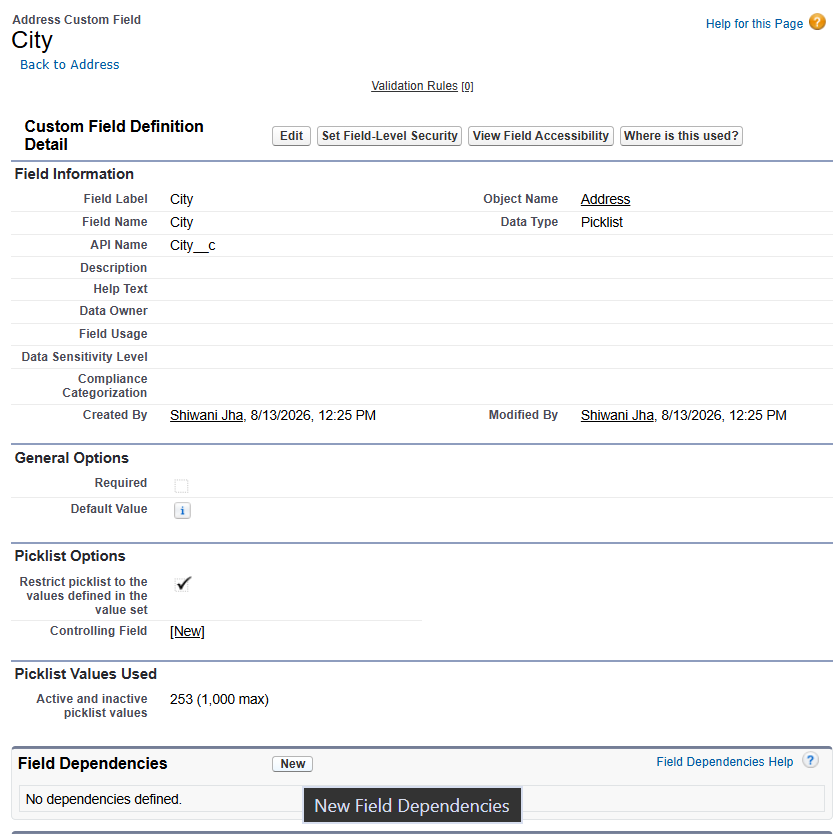 Address Custom Field
City
Back to Address
Help for this Page ?
Validation Rules [0]
Custom Field Definition
Detail
Edit Set Field-Level Security View Field Accessibility Where is this used?
Field Information
Field Label City Object Name Address
Field Name City Data Type Picklist
API Name City__c
Description
Help Text
Data Owner
Field Usage
Data Sensitivity Level
Compliance
Categorization
Created By Shiwani Jha, 8/13/2026, 12:25 PM Modified By Shiwani Jha, 8/13/2026, 12:25 PM
General Options
Required
Default Value i
Picklist Options
Restrict picklist to the
values defined in the
value set
Controlling Field [New]
Picklist Values Used
Active and inactive
picklist values 253 (1,000 max)
Field Dependencies New Field Dependencies Help ?
No dependencies defined.
New Field Dependencies